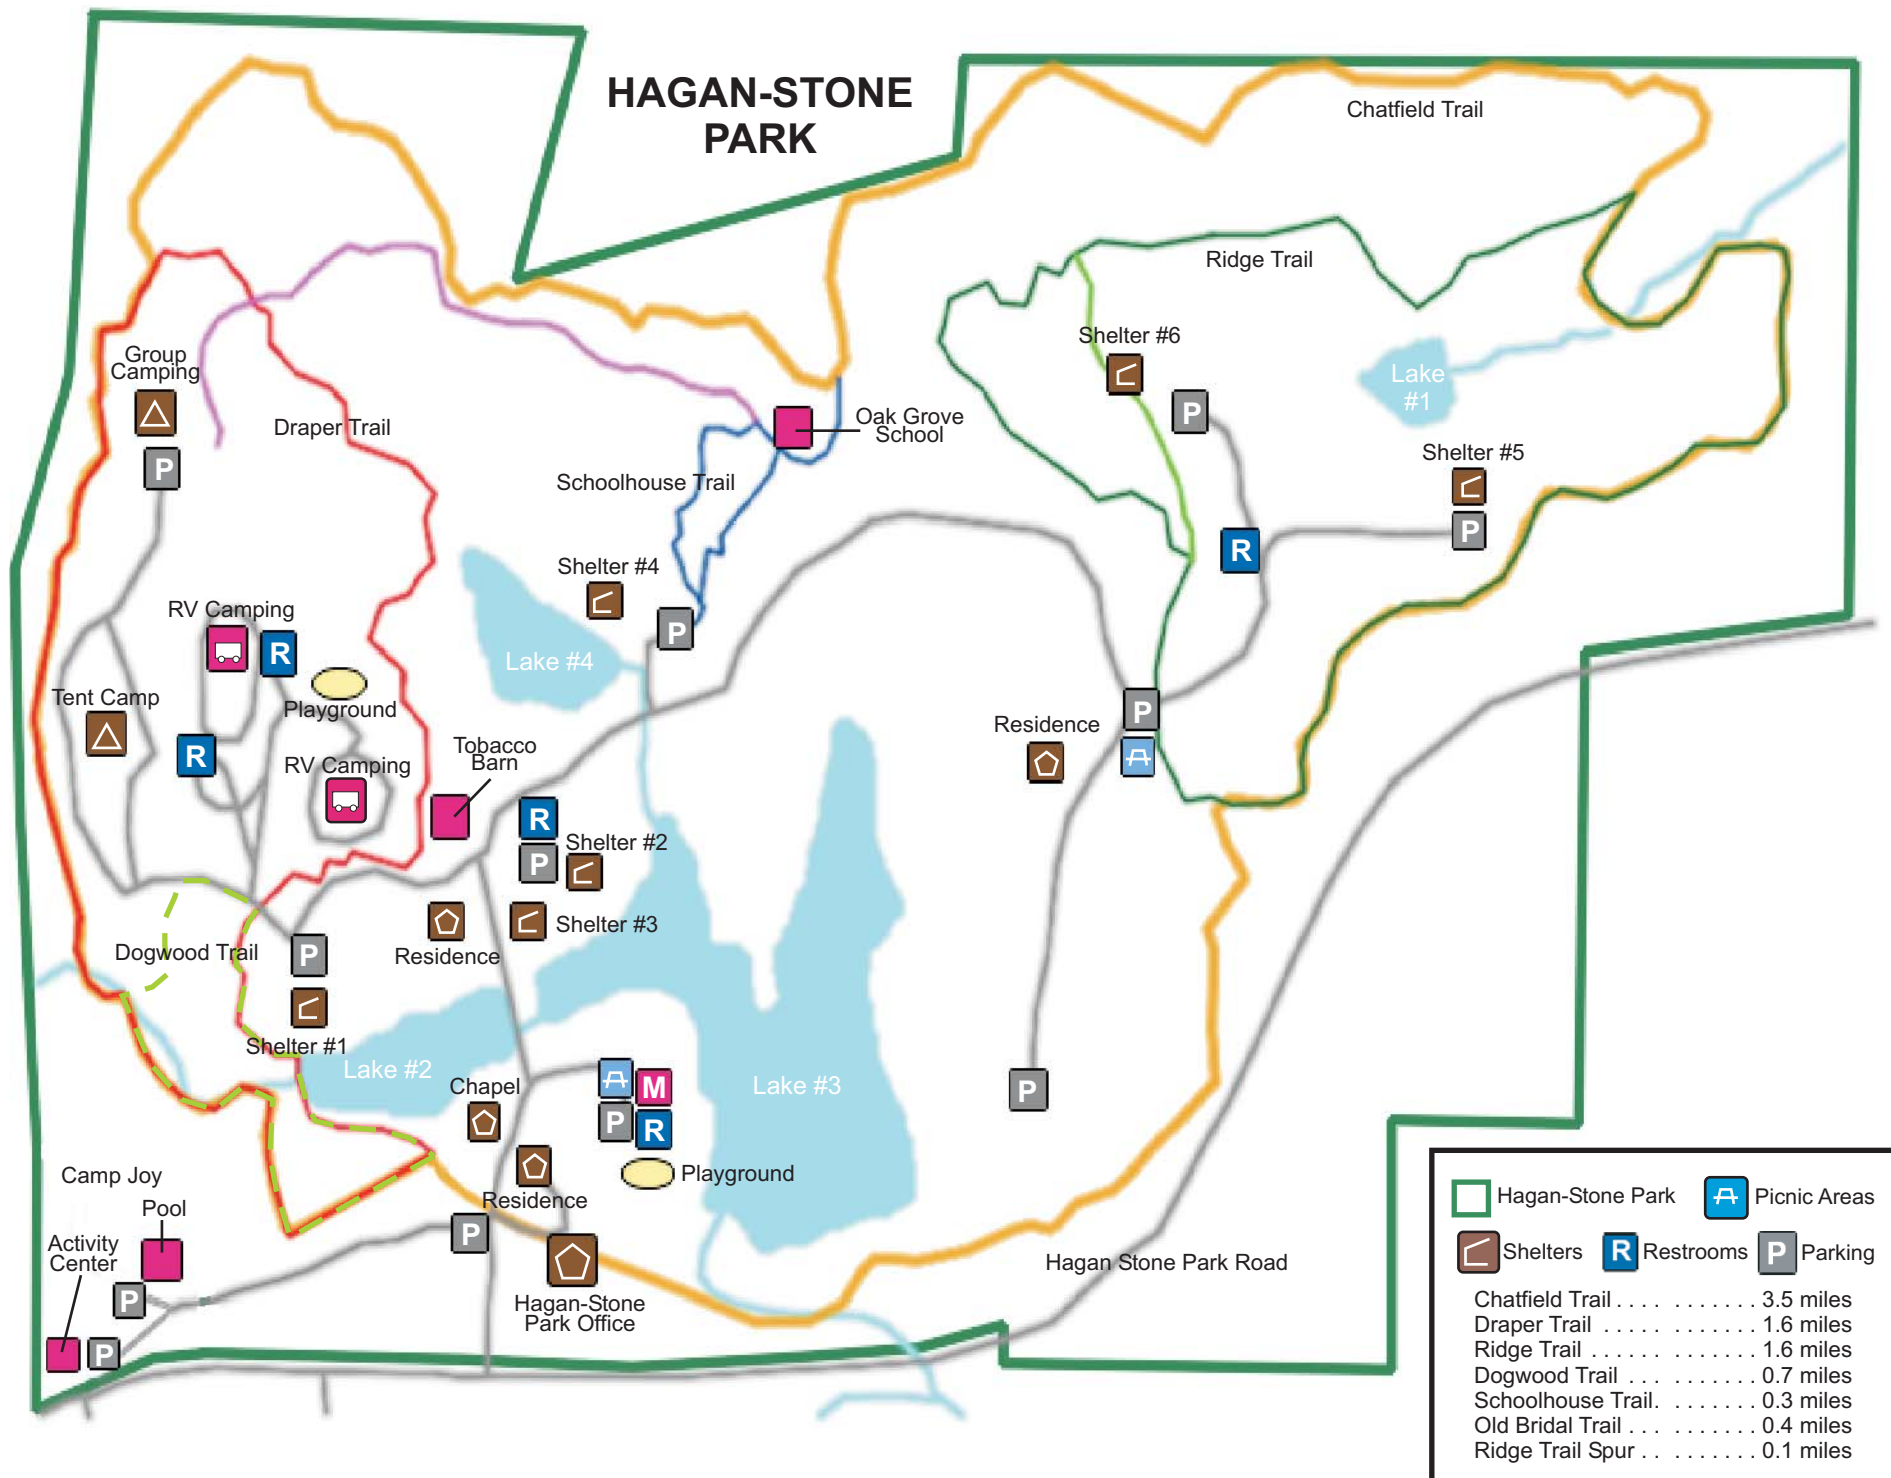 HAGAN-STONE
PARK
Chatfield Trail
Ridge Trail
Shelter #6
Group
Camping
P
P
Lake
#1
Draper Trail
Oak Grove
School
Shelter #5
Schoolhouse Trail
P
R
Shelter #4
P
RV Camping
R
Lake #4
Tent Camp
Playground
P
Residence
R
RV Camping
Tobacco
Barn
R
Shelter #2
P
Shelter #3
Dogwood Trail
P
Residence
Shelter #1
Lake #2
Chapel
M
Lake #3
P
P
R
Camp Joy
Playground
Residence
Pool
P
Activity
Center
P
P
Hagan-Stone
Park Office
Hagan Stone Park Road
Hagan-Stone Park
Picnic Areas
Shelters
R Restrooms
P Parking
Chatfield Trail . . . . . . . . . . . 3.5 miles
Draper Trail . . . . . . . . . . . . 1.6 miles
Ridge Trail . . . . . . . . . . . . . 1.6 miles
Dogwood Trail . . . . . . . . . . 0.7 miles
Schoolhouse Trail. . . . . . . . 0.3 miles
Old Bridal Trail . . . . . . . . . . 0.4 miles
Ridge Trail Spur . . . . . . . . . 0.1 miles